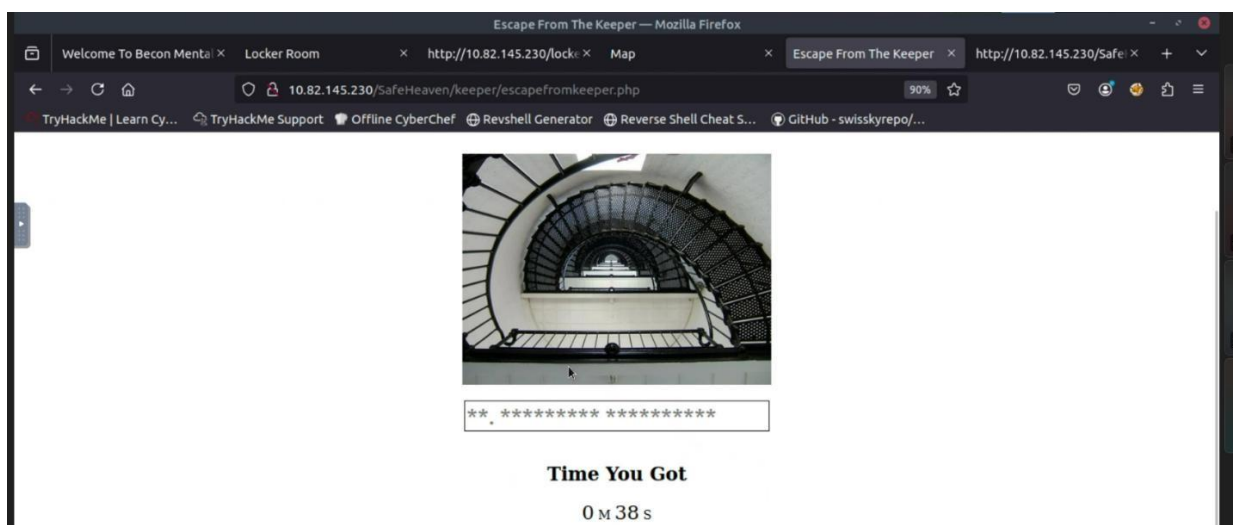 Escape From The Keeper — Mozilla Firefox
Welcome To Becon Mental × Locker Room × http://10.82.145.230/locke × Map × Escape From The Keeper × http://10.82.145.230/Safe × +
10.82.145.230/SafeHeaven/keeper/escapefromkeeper.php 90%
TryHackMe | Learn Cy... TryHackMe Support Offline CyberChef Revshell Generator Reverse Shell Cheat S... GitHub - swisskyrepo/...
**. ********* **********
Time You Got
0 M 38 S